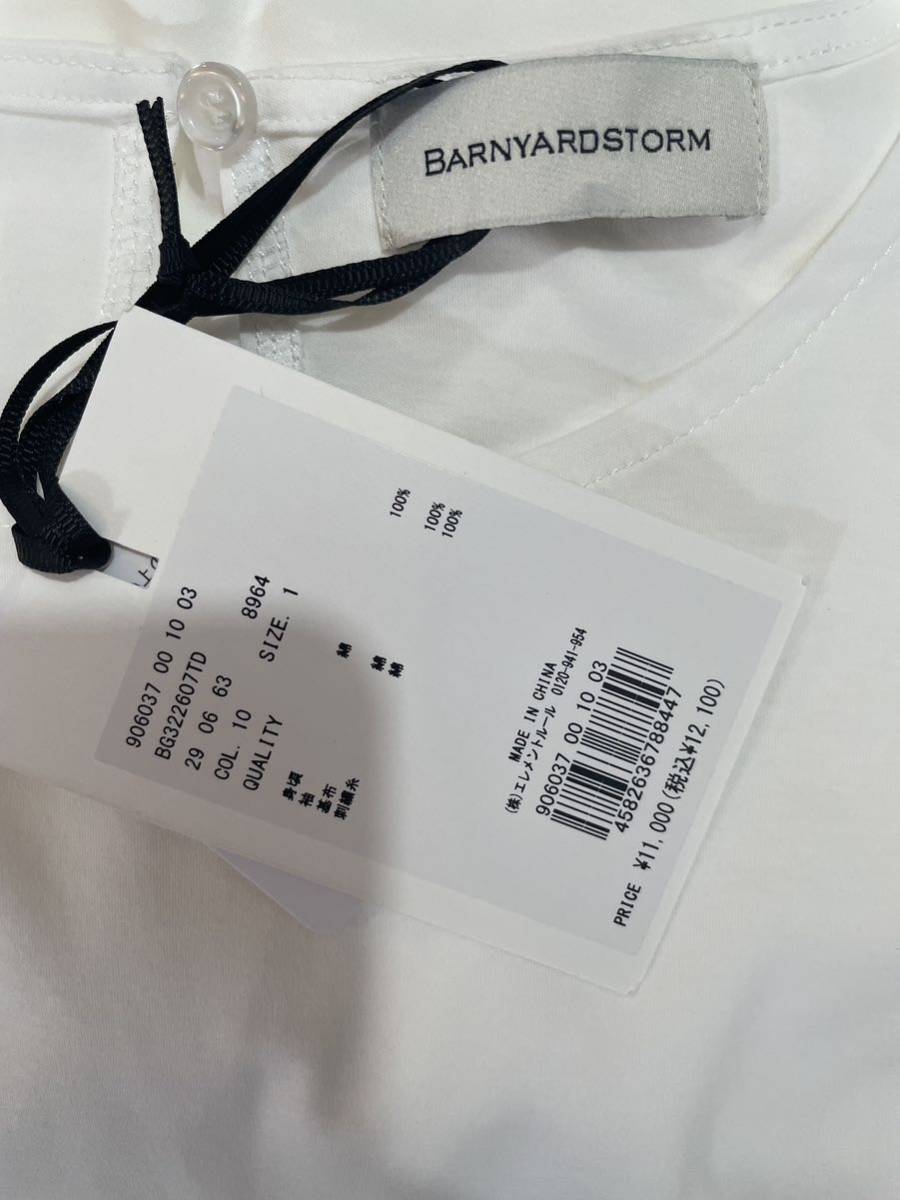 BARNYARDSTORM
906037 00 10 03
BG322607TD
29 06 63 8964
COL. 10 SIZE. 1
QUALITY
身頃 綿 100%
袖
基布 綿 100%
刺繍糸 綿 100%
MADE IN CHINA
(株)エレメントルール 0120-941-954
906037 00 10 03
4582636788447
PRICE ¥11,000(税込¥12,100)